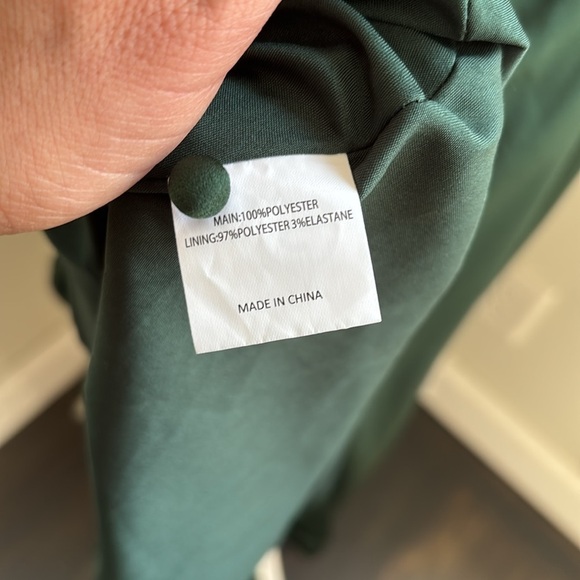 MAIN:100%POLYESTER
LINING:97%POLYESTER 3%ELASTANE
MADE IN CHINA